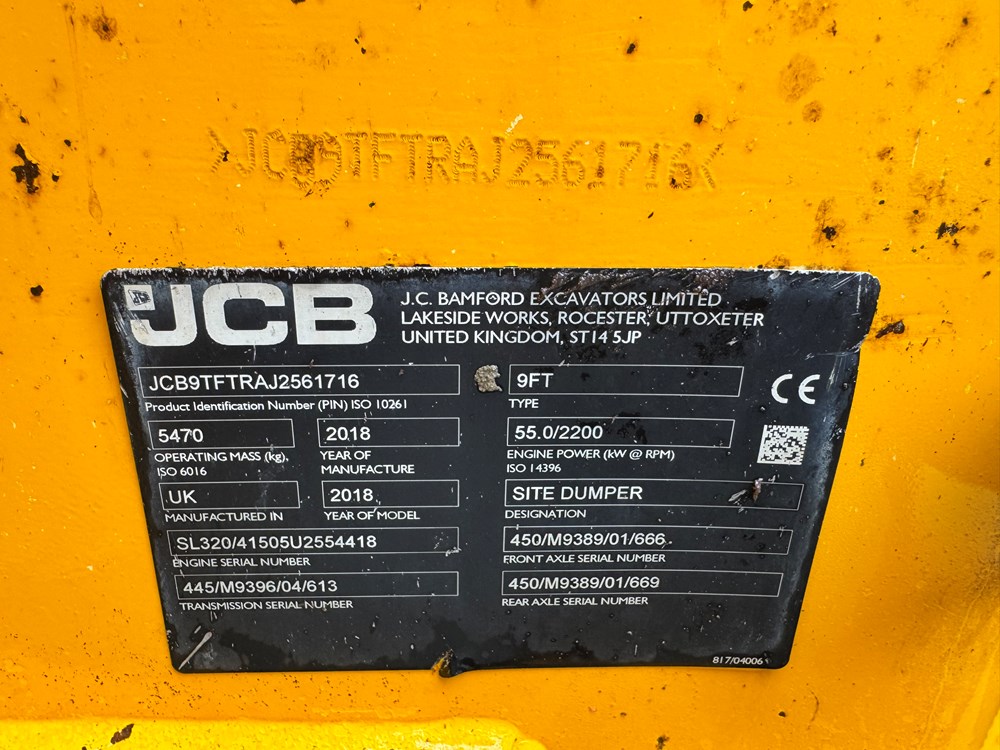 JCB9TFTRAJ2561716
JCB
J.C. BAMFORD EXCAVATORS LIMITED
LAKESIDE WORKS, ROCESTER, UTTOXETER
UNITED KINGDOM, ST14 5JP
JCB9TFTRAJ2561716
Product Identification Number (PIN) ISO 10261
9FT
TYPE
CE
5470
OPERATING MASS (kg),
ISO 6016
2018
YEAR OF
MANUFACTURE
55.0/2200
ENGINE POWER (kW @ RPM)
ISO 14396
UK
MANUFACTURED IN
2018
YEAR OF MODEL
SITE DUMPER
DESIGNATION
SL320/41505U2554418
ENGINE SERIAL NUMBER
450/M9389/01/666
FRONT AXLE SERIAL NUMBER
445/M9396/04/613
TRANSMISSION SERIAL NUMBER
450/M9389/01/669
REAR AXLE SERIAL NUMBER